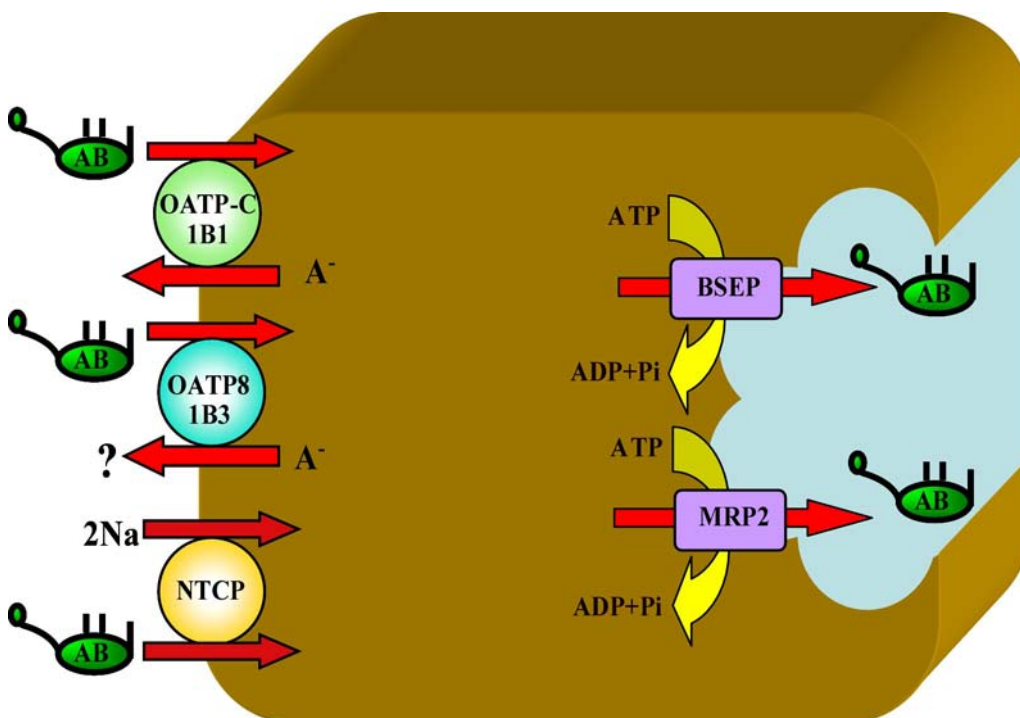 AB
OATP-C
1B1
A⁻
AB
OATP8
1B3
?
A⁻
2Na
NTCP
AB
ATP
BSEP
AB
ADP+Pi
ATP
MRP2
AB
ADP+Pi